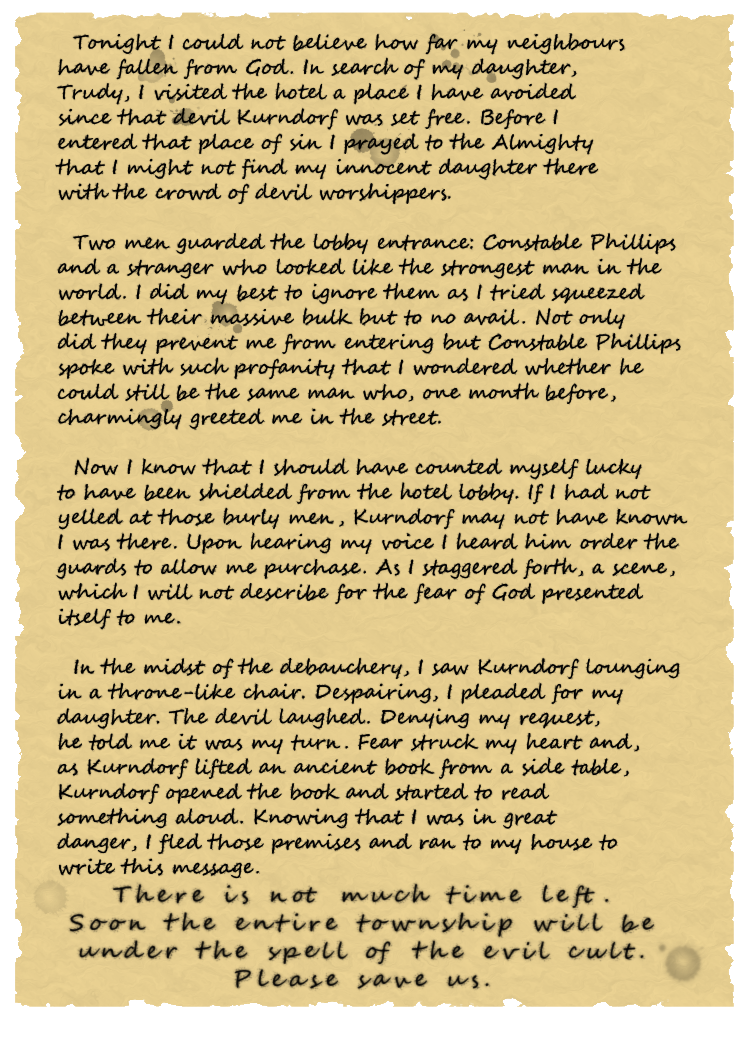 Tonight I could not believe how far my neighbours
have fallen from God. In search of my daughter,
Trudy, I visited the hotel a place I have avoided
since that devil Kurndorf was set free. Before I
entered that place of sin I prayed to the Almighty
that I might not find my innocent daughter there
with the crowd of devil worshippers.
Two men guarded the lobby entrance: Constable Phillips
and a stranger who looked like the strongest man in the
world. I did my best to ignore them as I tried squeezed
between their massive bulk but to no avail. Not only
did they prevent me from entering but Constable Phillips
spoke with such profanity that I wondered whether he
could still be the same man who, one month before,
charmingly greeted me in the street.
Now I know that I should have counted myself lucky
to have been shielded from the hotel lobby. If I had not
yelled at those burly men, Kurndorf may not have known
I was there. Upon hearing my voice I heard him order the
guards to allow me purchase. As I staggered forth, a scene,
which I will not describe for the fear of God presented
itself to me.
In the midst of the debauchery, I saw Kurndorf lounging
in a throne-like chair. Despairing, I pleaded for my
daughter. The devil laughed. Denying my request,
he told me it was my turn. Fear struck my heart and,
as Kurndorf lifted an ancient book from a side table,
Kurndorf opened the book and started to read
something aloud. Knowing that I was in great
danger, I fled those premises and ran to my house to
write this message.
There is not much time left.
Soon the entire township will be
under the spell of the evil cult.
Please save us.